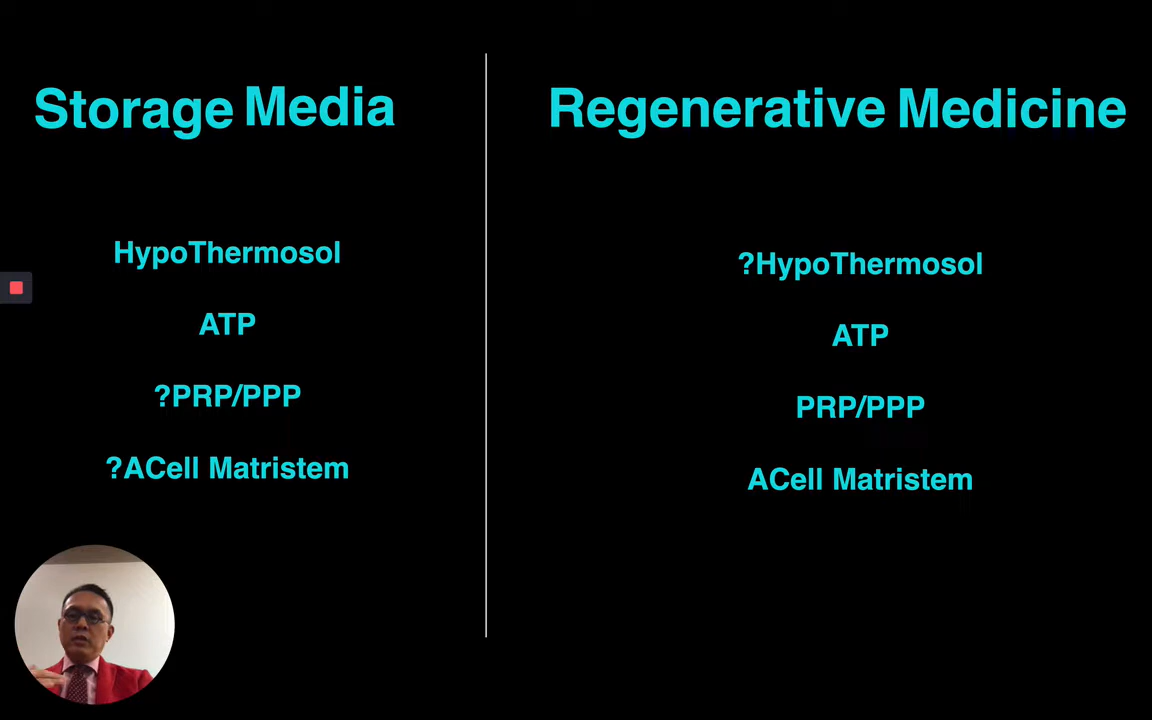 Storage Media
HypoThermosol
ATP
?PRP/PPP
?ACell Matristem
Regenerative Medicine
?HypoThermosol
ATP
PRP/PPP
ACell Matristem